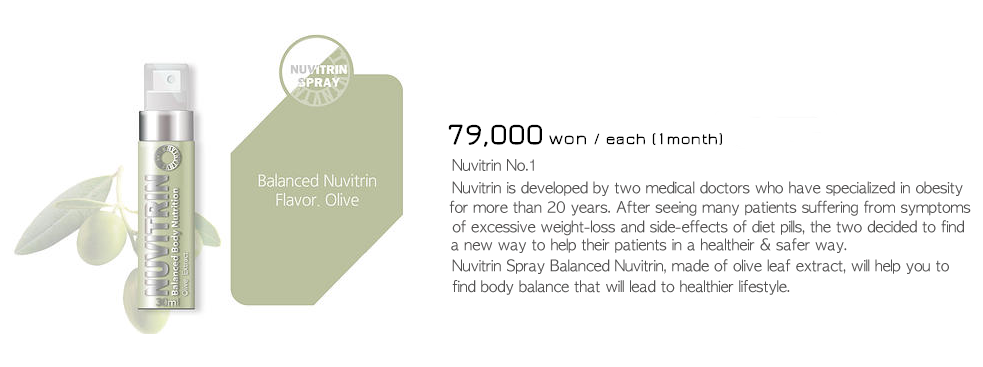 NUVITRIN
SPRAY
Balanced Nuvitrin
Flavor. Olive
NUVITRIN
Balanced Body Nutrition
Olive Extract
79,000 won / each (1month)
Nuvitrin No.1
Nuvitrin is developed by two medical doctors who have specialized in obesity
for more than 20 years. After seeing many patients suffering from symptoms
of excessive weight-loss and side-effects of diet pills, the two decided to find
a new way to help their patients in a healtheir & safer way.
Nuvitrin Spray Balanced Nuvitrin, made of olive leaf extract, will help you to
find body balance that will lead to healthier lifestyle.